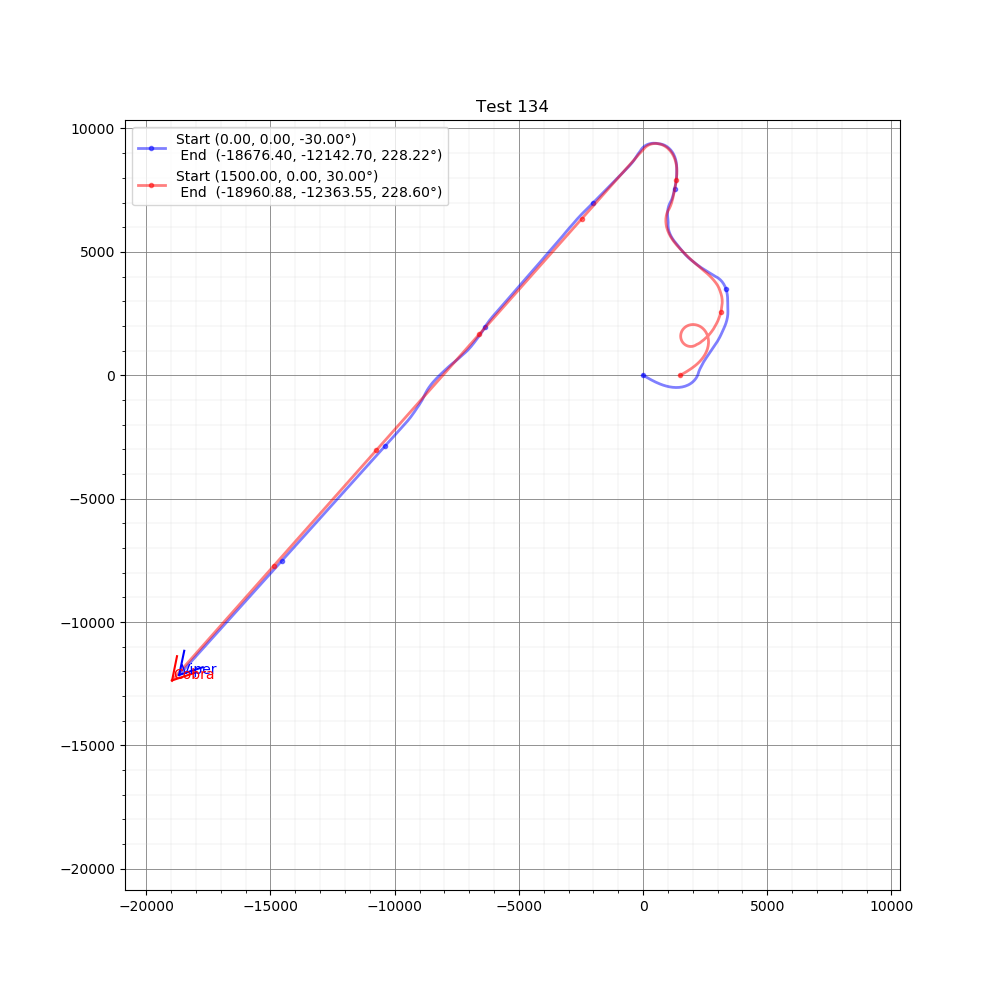 Test 134
Start (0.00, 0.00, -30.00°)
End (-18676.40, -12142.70, 228.22°)
Start (1500.00, 0.00, 30.00°)
End (-18960.88, -12363.55, 228.60°)
10000
5000
0
−5000
−10000
−15000
−20000
Viper
Cobra
−20000 −15000 −10000 −5000 0 5000 10000